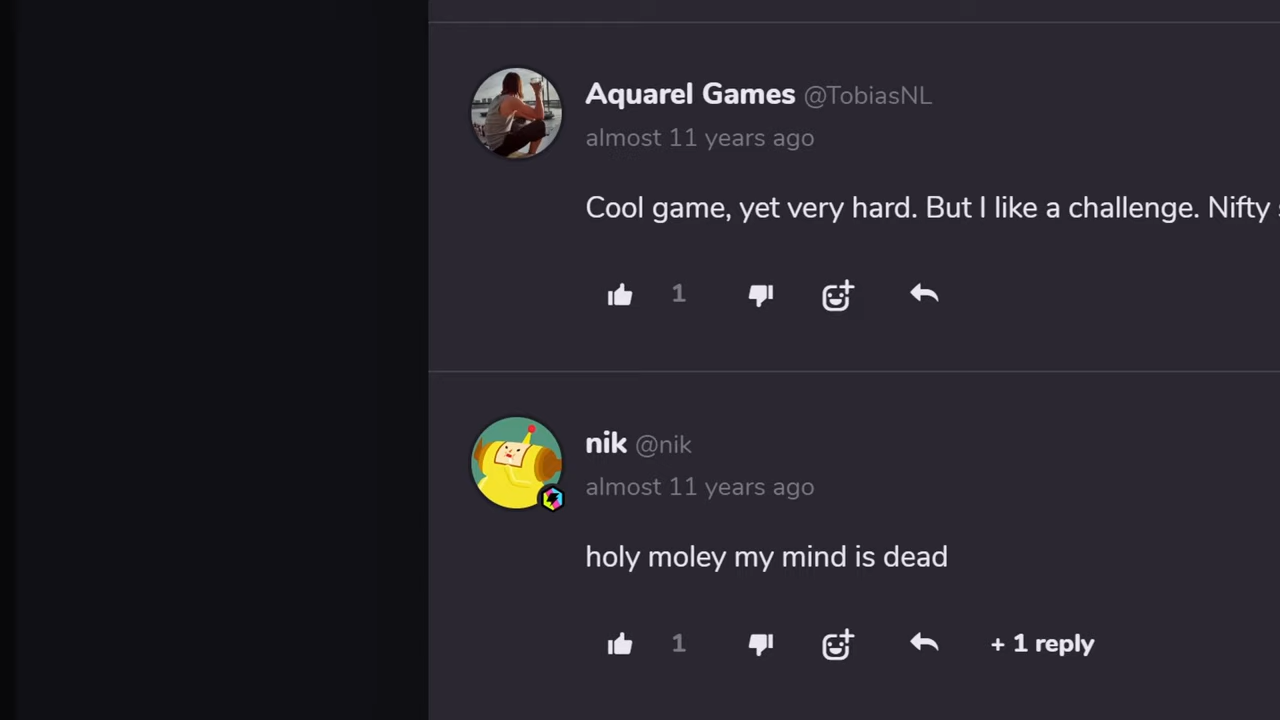 Aquarel Games @TobiasNL
almost 11 years ago
Cool game, yet very hard. But I like a challenge. Nifty
1
nik @nik
almost 11 years ago
holy moley my mind is dead
1 + 1 reply